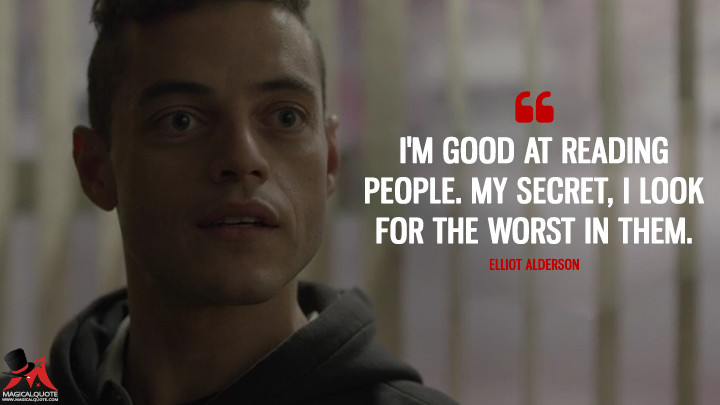 I'M GOOD AT READING
PEOPLE. MY SECRET, I LOOK
FOR THE WORST IN THEM.
ELLIOT ALDERSON
MAGICALQUOTE
WWW.MAGICALQUOTE.COM